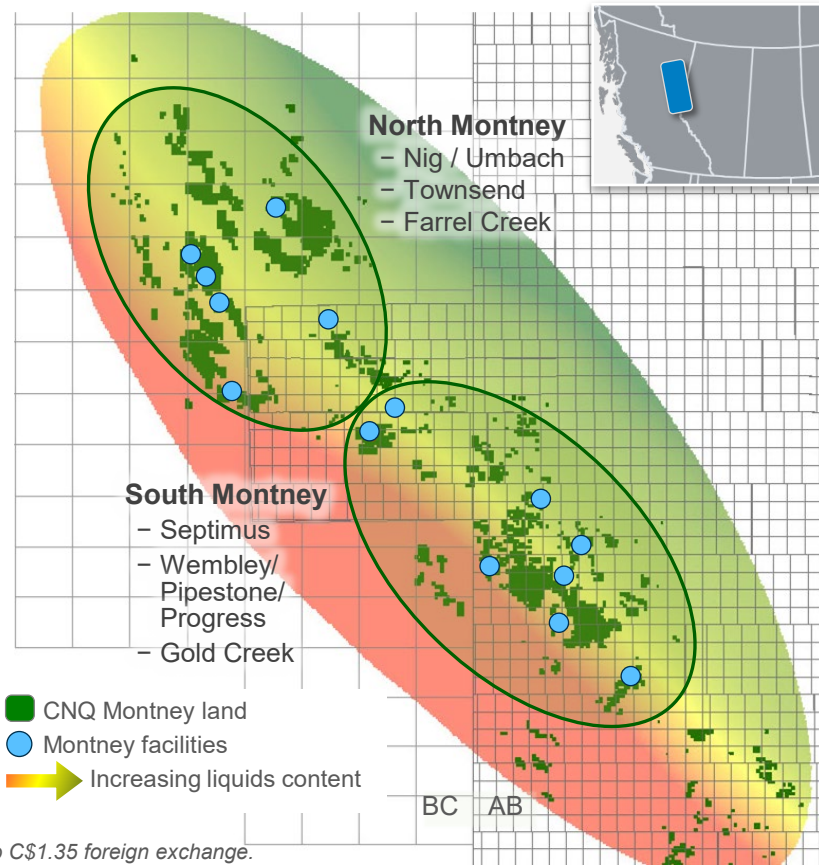 North Montney
– Nig / Umbach
– Townsend
– Farrel Creek
South Montney
– Septimus
– Wembley/
Pipestone/
Progress
– Gold Creek
CNQ Montney land
Montney facilities
Increasing liquids content
BC AB
C$1.35 foreign exchange.